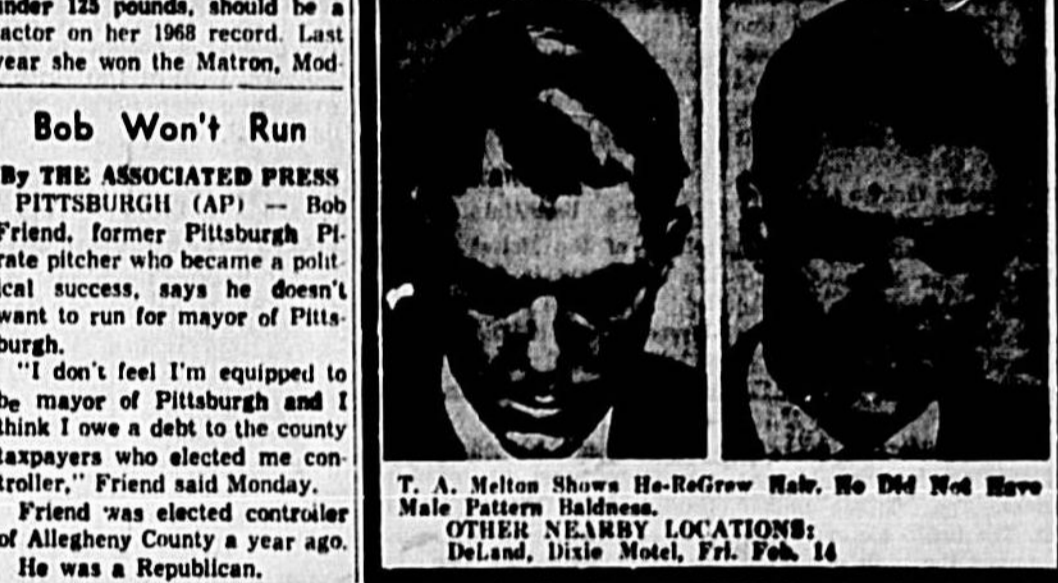 under 125 pounds, should be a
actor on her 1968 record. Last
year she won the Matron, Mod-
Bob Won't Run
By THE ASSOCIATED PRESS
PITTSBURGH (AP) — Bob
Friend, former Pittsburgh Pi-
rate pitcher who became a polit-
ical success, says he doesn't
want to run for mayor of Pitts-
burgh.
"I don't feel I'm equipped to
be mayor of Pittsburgh and I
think I owe a debt to the county
taxpayers who elected me con-
troller," Friend said Monday.
Friend was elected controller
of Allegheny County a year ago.
He was a Republican.
T. A. Melton Shows He-ReGrew Hair. He Did Not Have
Male Pattern Baldness.
OTHER NEARBY LOCATIONS:
DeLand, Dixie Motel, Fri. Feb. 14